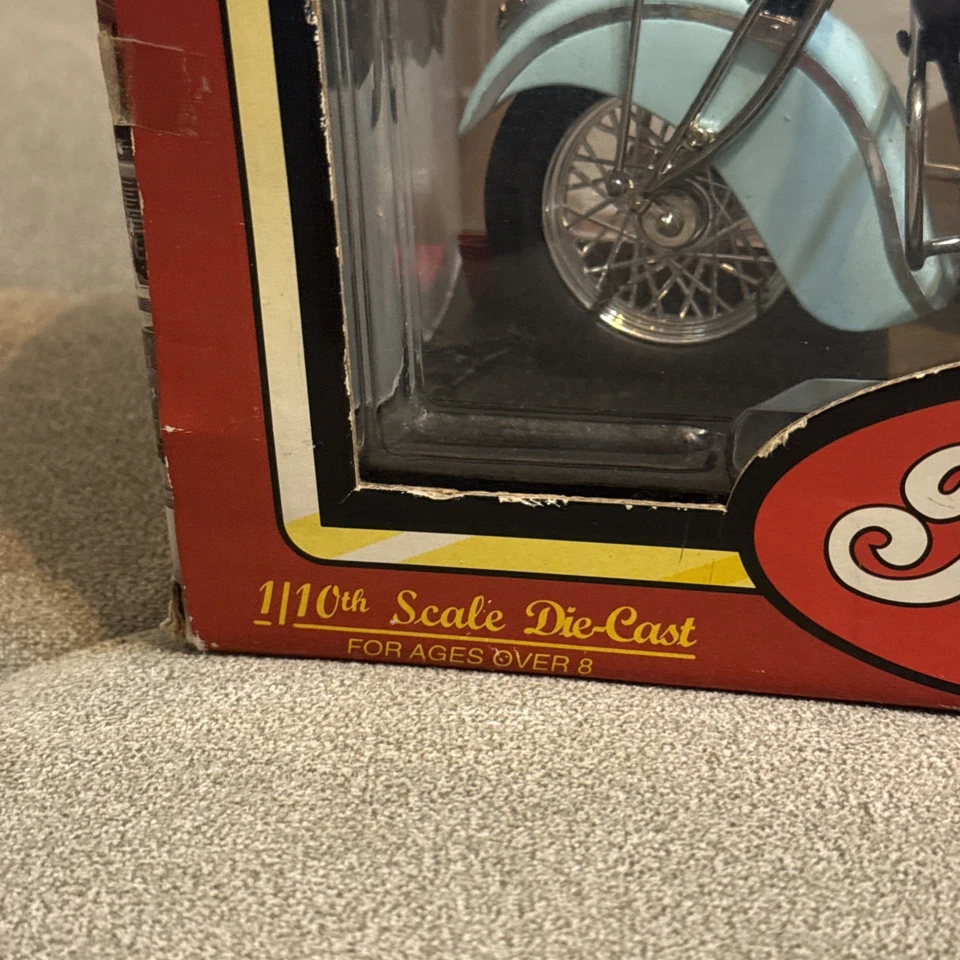 1/10th Scale Die-Cast
FOR AGES OVER 8